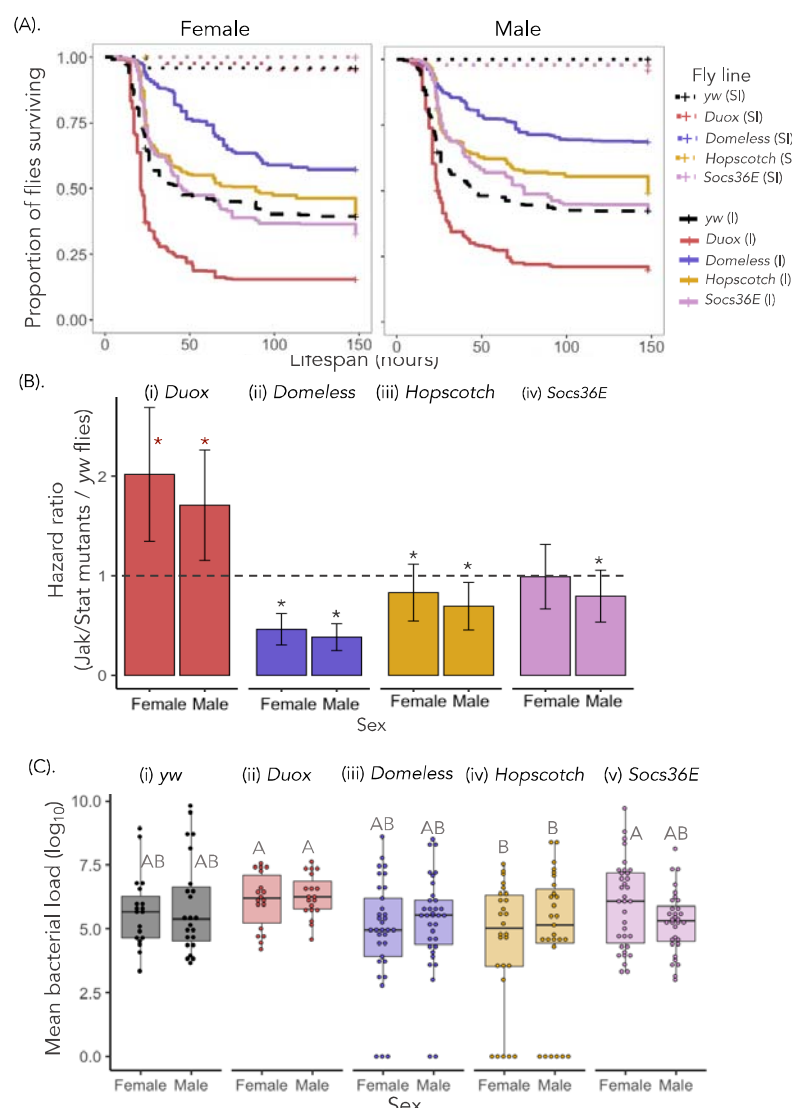 (A).
Female
Male
Proportion of flies surviving
1.00
0.75
0.50
0.25
0.00
0
50
100
150
0
50
100
150
Lifespan (hours)
Fly line
yw (SI)
Duox (SI)
Domeless (SI)
Hopscotch (S
Socs36E (SI)
yw (I)
Duox (I)
Domeless (I)
Hopscotch (I)
Socs36E (I)
(B).
(i) Duox
(ii) Domeless
(iii) Hopscotch
(iv) Socs36E
Hazard ratio
(Jak/Stat mutants / yw flies)
2
1
0
* *
* *
* *
*
Female Male
Female Male
Female Male
Female Male
Sex
(C).
(i) yw
(ii) Duox
(iii) Domeless
(iv) Hopscotch
(v) Socs36E
Mean bacterial load (log10)
10.0
7.5
5.0
2.5
0.0
AB AB
A A
AB AB
B B
A AB
Female Male
Female Male
Female Male
Female Male
Female Male
Sex